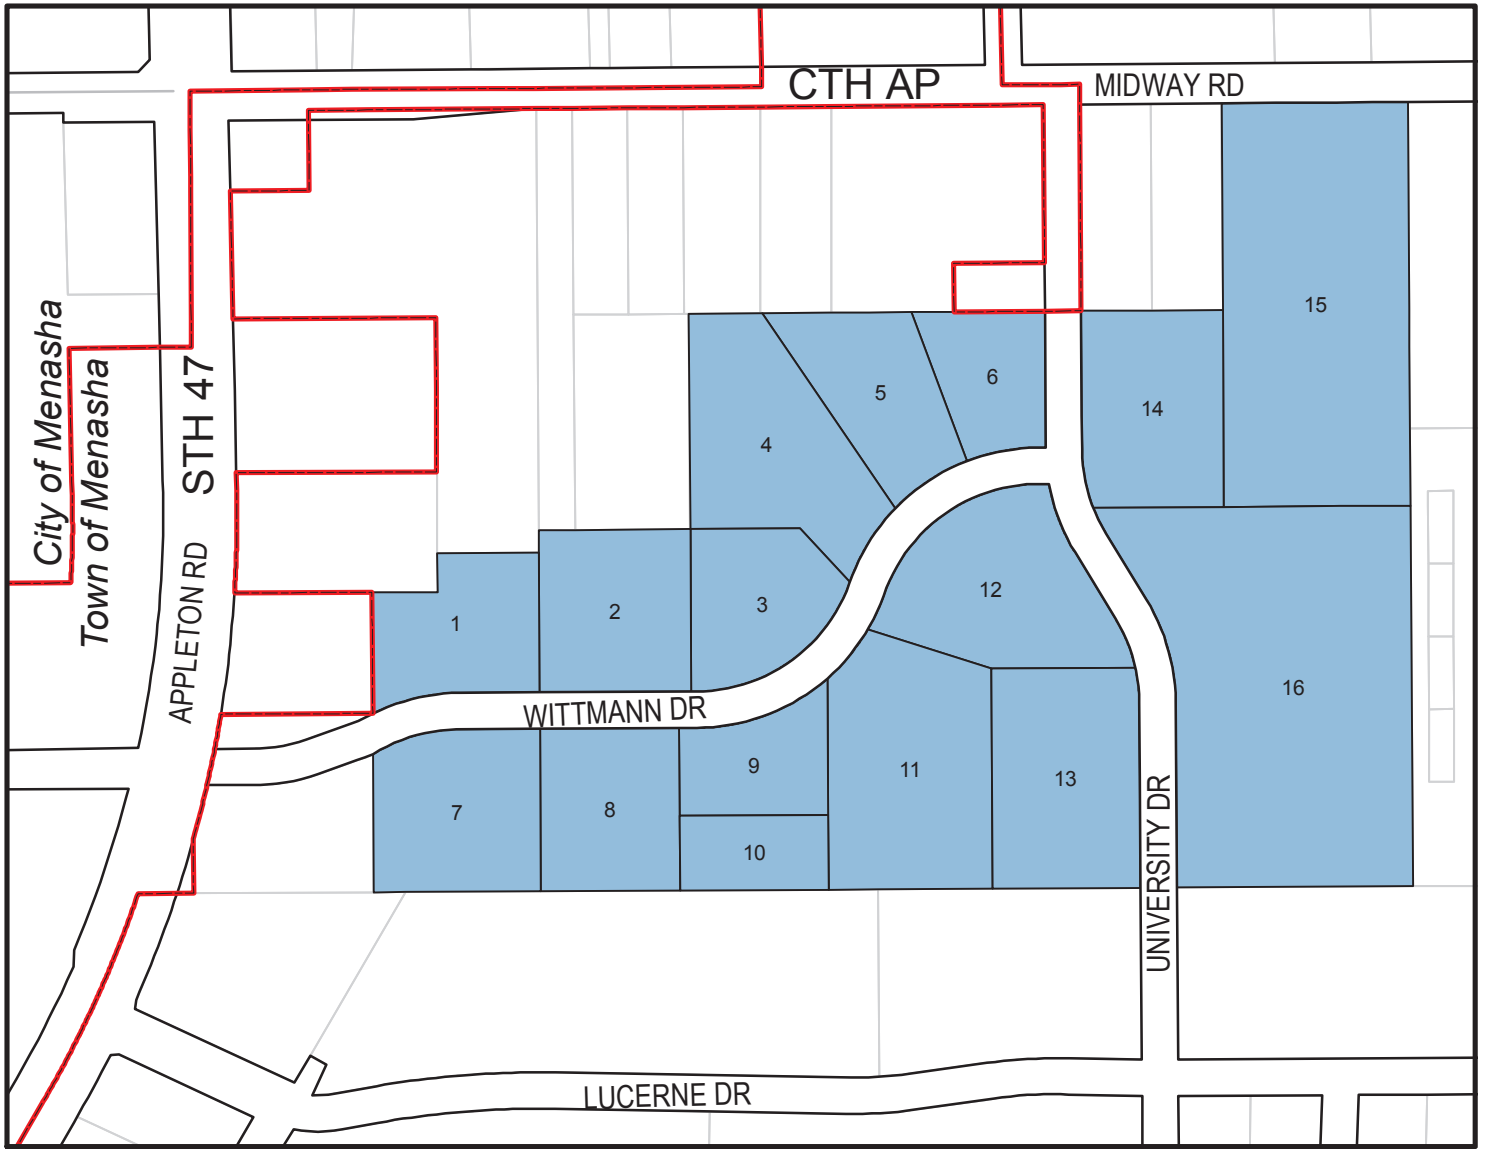 CTH AP
MIDWAY RD
City of Menasha
Town of Menasha
STH 47
APPLETON RD
15
6
5
14
4
12
3
2
1
16
WITTMANN DR
9
11
13
8
7
10
UNIVERSITY DR
LUCERNE DR